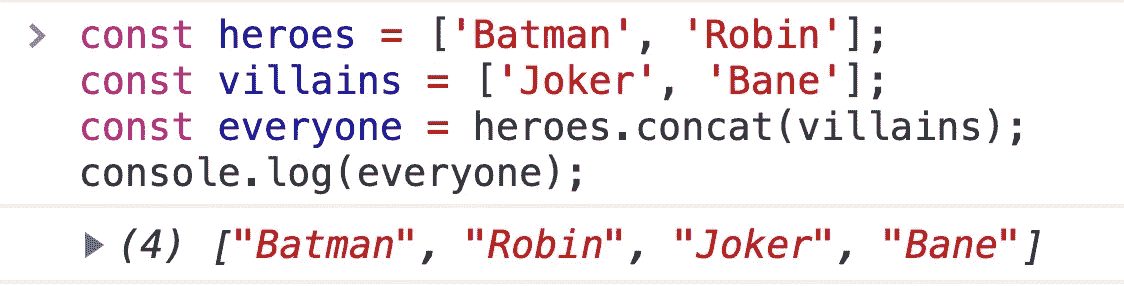 const heroes = ['Batman', 'Robin'];
const villains = ['Joker', 'Bane'];
const everyone = heroes.concat(villains);
console.log(everyone);
(4) ["Batman", "Robin", "Joker", "Bane"]